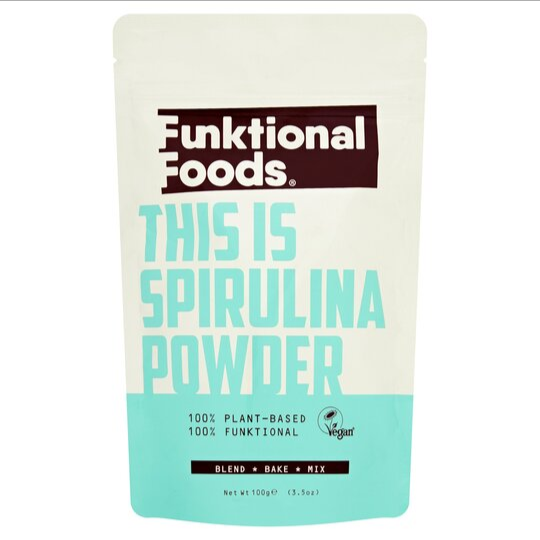 Funktional
Foods®
THIS IS
SPIRULINA
POWDER
100% PLANT-BASED
100% FUNKTIONAL
Vegan
BLEND ★ BAKE ★ MIX
Net Wt 100g℮ (3.5oz)